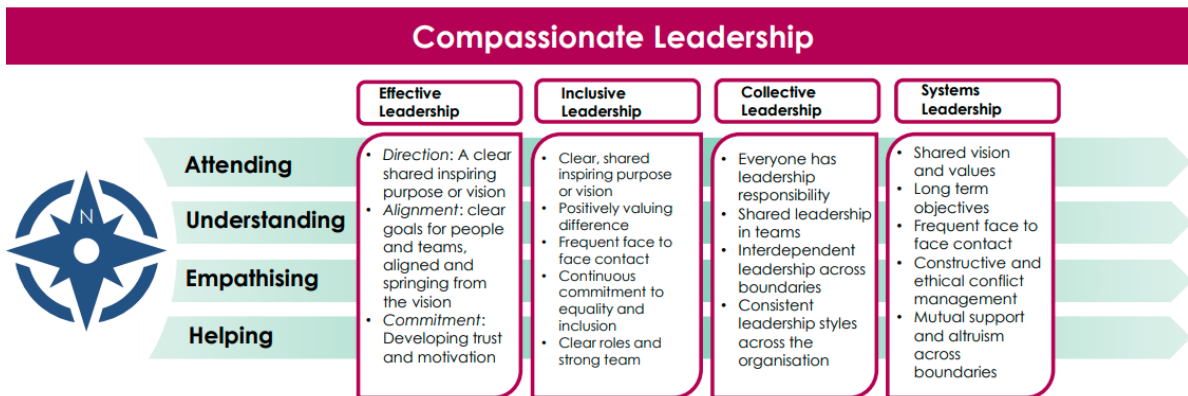 Compassionate Leadership
Effective
Leadership
Inclusive
Leadership
Collective
Leadership
Systems
Leadership
Attending
Understanding
Empathising
Helping
N
• Direction: A clear
shared inspiring
purpose or vision
• Alignment: clear
goals for people
and teams,
aligned and
springing from
the vision
• Commitment:
Developing trust
and motivation
• Clear, shared
inspiring purpose
or vision
• Positively valuing
difference
• Frequent face to
face contact
• Continuous
commitment to
equality and
inclusion
• Clear roles and
strong team
• Everyone has
leadership
responsibility
• Shared leadership
in teams
• Interdependent
leadership across
boundaries
• Consistent
leadership styles
across the
organisation
• Shared vision
and values
• Long term
objectives
• Frequent face to
face contact
• Constructive and
ethical conflict
management
• Mutual support
and altruism
across
boundaries